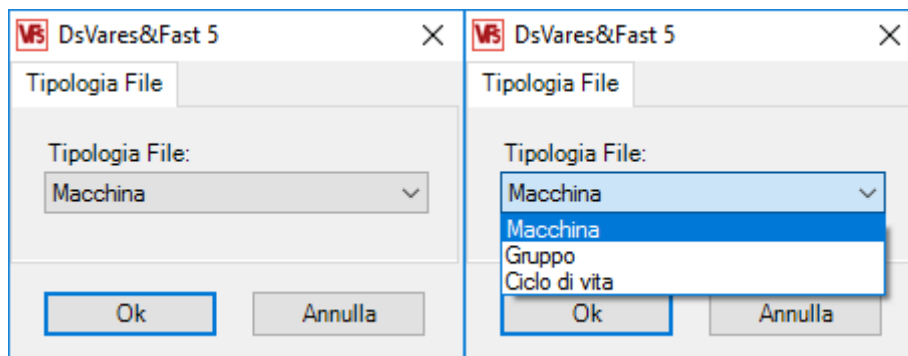 VFs DsVares&Fast 5
Tipologia File
Tipologia File:
Macchina
Ok Annulla
VFs DsVares&Fast 5
Tipologia File
Tipologia File:
Macchina
Macchina
Gruppo
Ciclo di vita
Ok Annulla